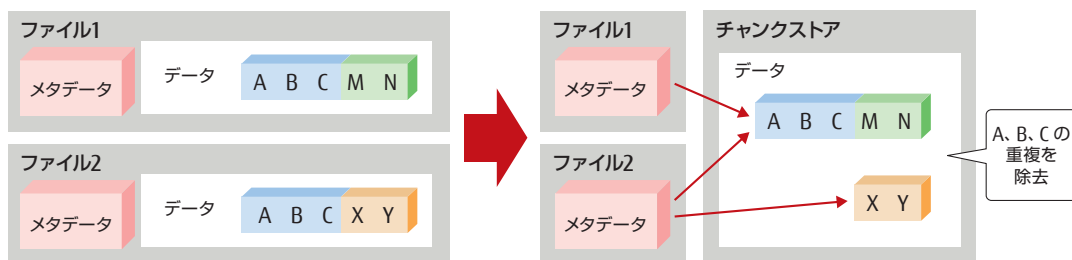 ファイル1
メタデータ
データ
A B C M N
ファイル2
メタデータ
データ
A B C X Y
ファイル1
メタデータ
ファイル2
メタデータ
チャンクストア
データ
A B C M N
X Y
A、B、Cの
重複を
除去